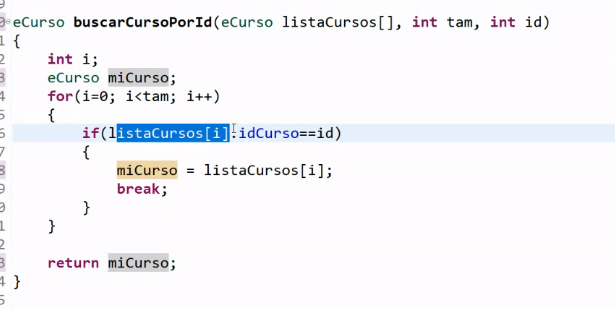 eCurso buscarCursoPorId(eCurso listaCursos[], int tam, int id)
{
int i;
eCurso miCurso;
for(i=0; i<tam; i++)
{
if(listaCursos[i].idCurso==id)
{
miCurso = listaCursos[i];
break;
}
}
return miCurso;
}